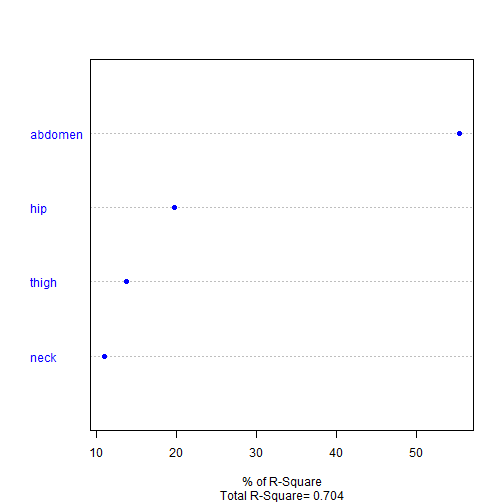 abdomen
hip
thigh
neck
10 20 30 40 50
% of R-Square
Total R-Square= 0.704